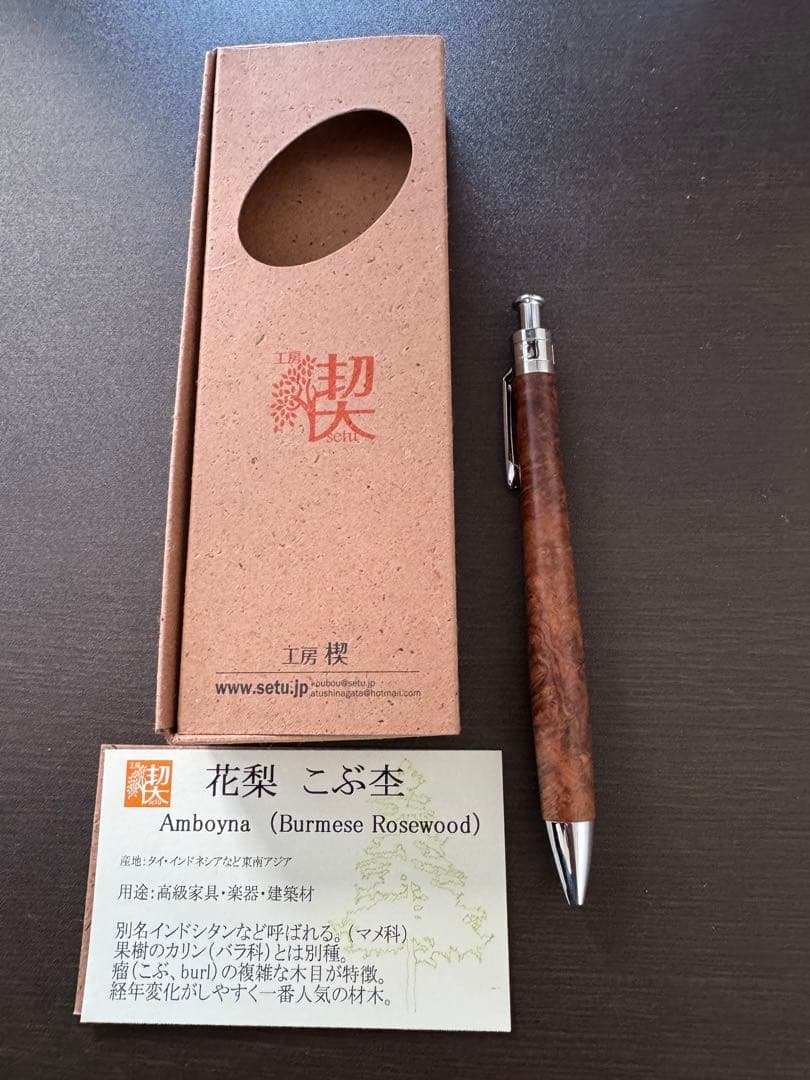 工房
楔
setu
工房 楔
www.setu.jp
koubou@setu.jp
atushinagata@hotmail.com
工房
楔
setu
花梨 こぶ杢
Amboyna (Burmese Rosewood)
産地:タイ・インドネシアなど東南アジア
用途:高級家具・楽器・建築材
別名インドシタンなど呼ばれる。(マメ科)
果樹のカリン(バラ科)とは別種。
瘤(こぶ、burl)の複雑な木目が特徴。
経年変化がしやすく一番人気の材木。